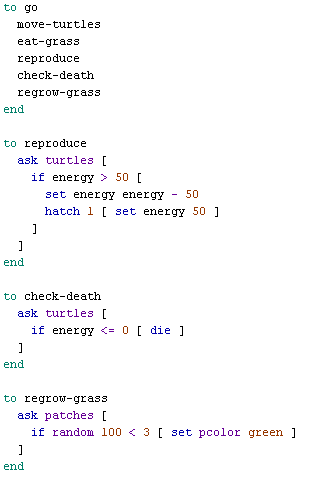 to go
  move-turtles
  eat-grass
  reproduce
  check-death
  regrow-grass
end

to reproduce
  ask turtles [
    if energy > 50 [
      set energy energy - 50
      hatch 1 [ set energy 50 ]
    ]
  ]
end

to check-death
  ask turtles [
    if energy <= 0 [ die ]
  ]
end

to regrow-grass
  ask patches [
    if random 100 < 3 [ set pcolor green ]
  ]
end